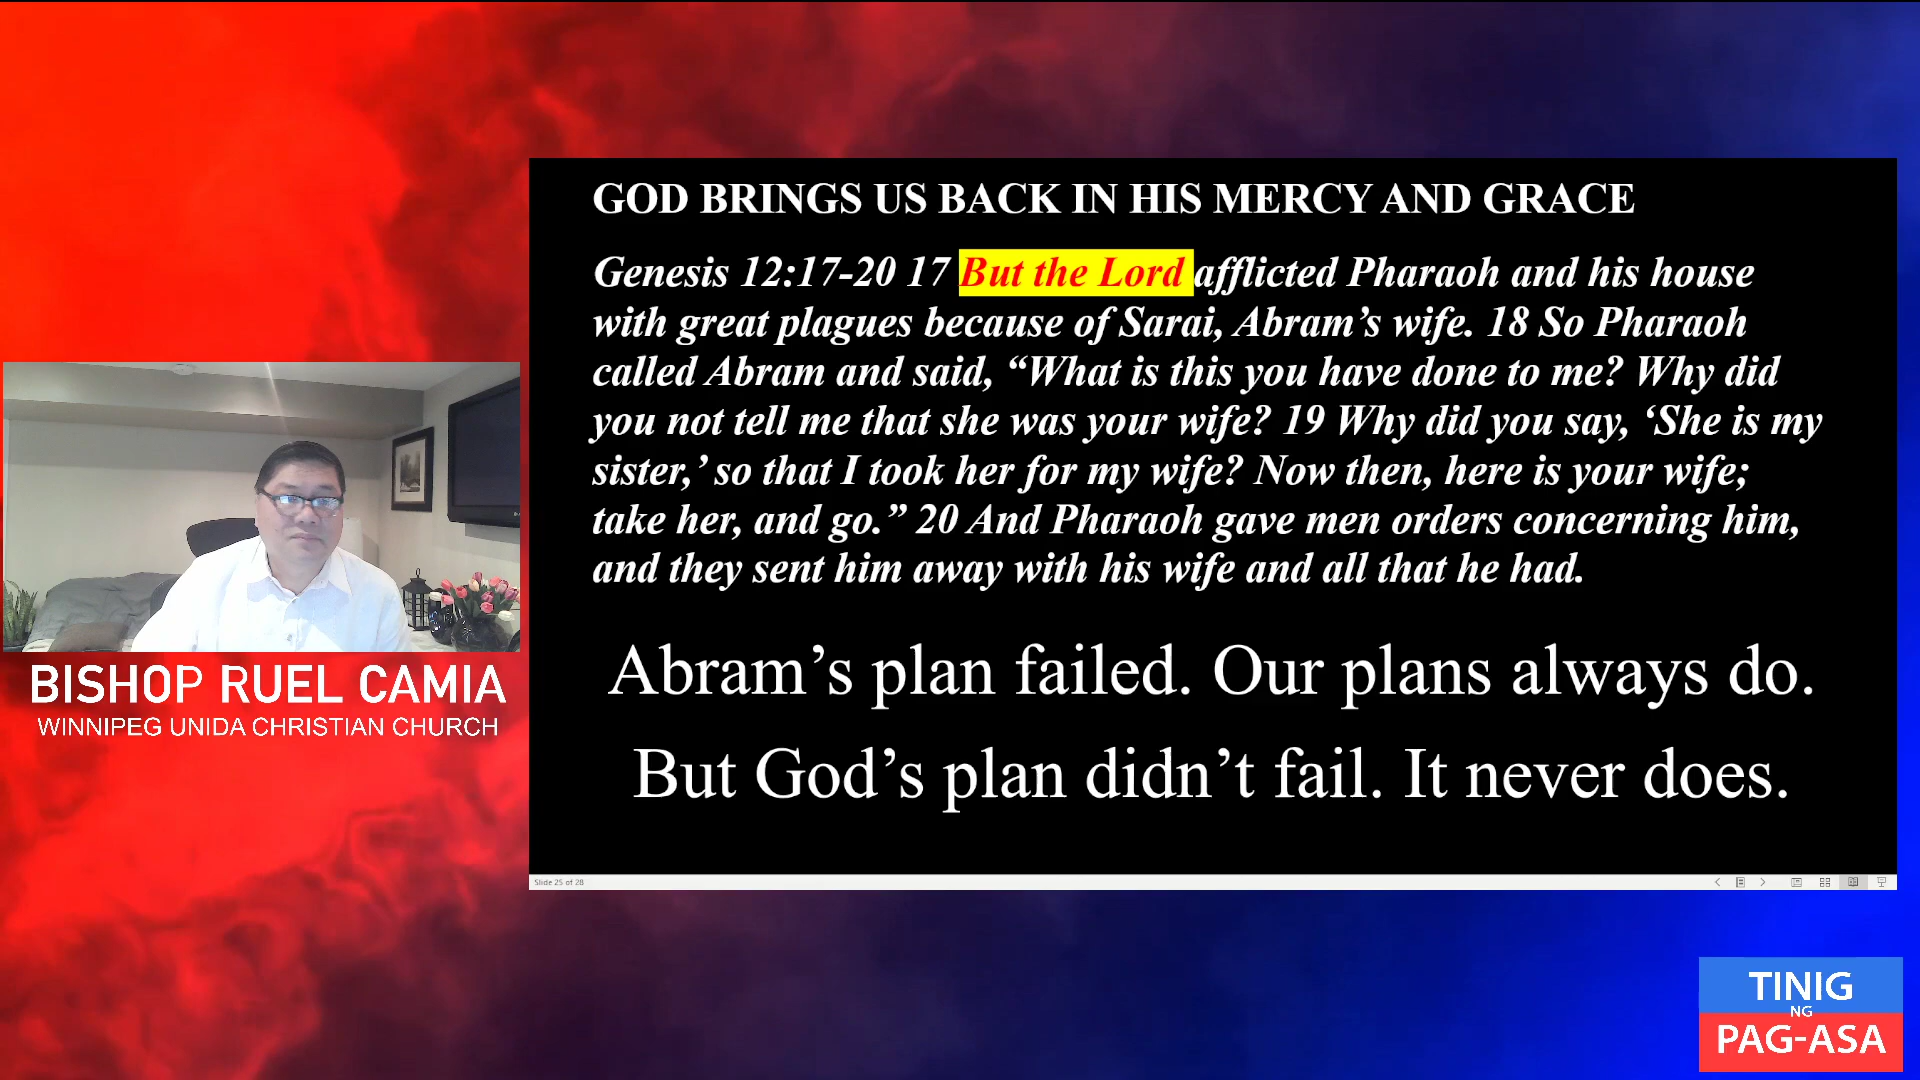 GOD BRINGS US BACK IN HIS MERCY AND GRACE
Genesis 12:17-20 17 But the Lord afflicted Pharaoh and his house
with great plagues because of Sarai, Abram’s wife. 18 So Pharaoh
called Abram and said, “What is this you have done to me? Why did
you not tell me that she was your wife? 19 Why did you say, ‘She is my
sister,’ so that I took her for my wife? Now then, here is your wife;
take her, and go.” 20 And Pharaoh gave men orders concerning him,
and they sent him away with his wife and all that he had.
Abram’s plan failed. Our plans always do.
But God’s plan didn’t fail. It never does.
Slide 25 of 28
BISHOP RUEL CAMIA
WINNIPEG UNIDA CHRISTIAN CHURCH
TINIG
NG
PAG-ASA